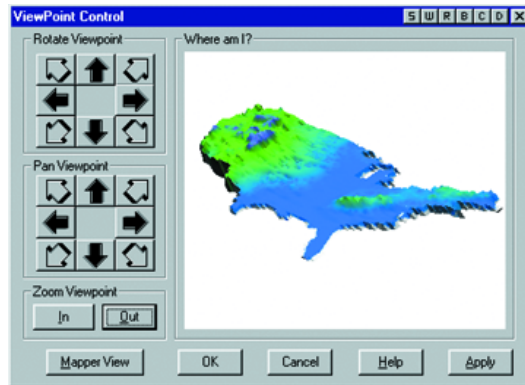 ViewPoint Control
S W R B C D X
Rotate Viewpoint
Where am I?
Pan Viewpoint
Zoom Viewpoint
In
Out
Mapper View
OK
Cancel
Help
Apply